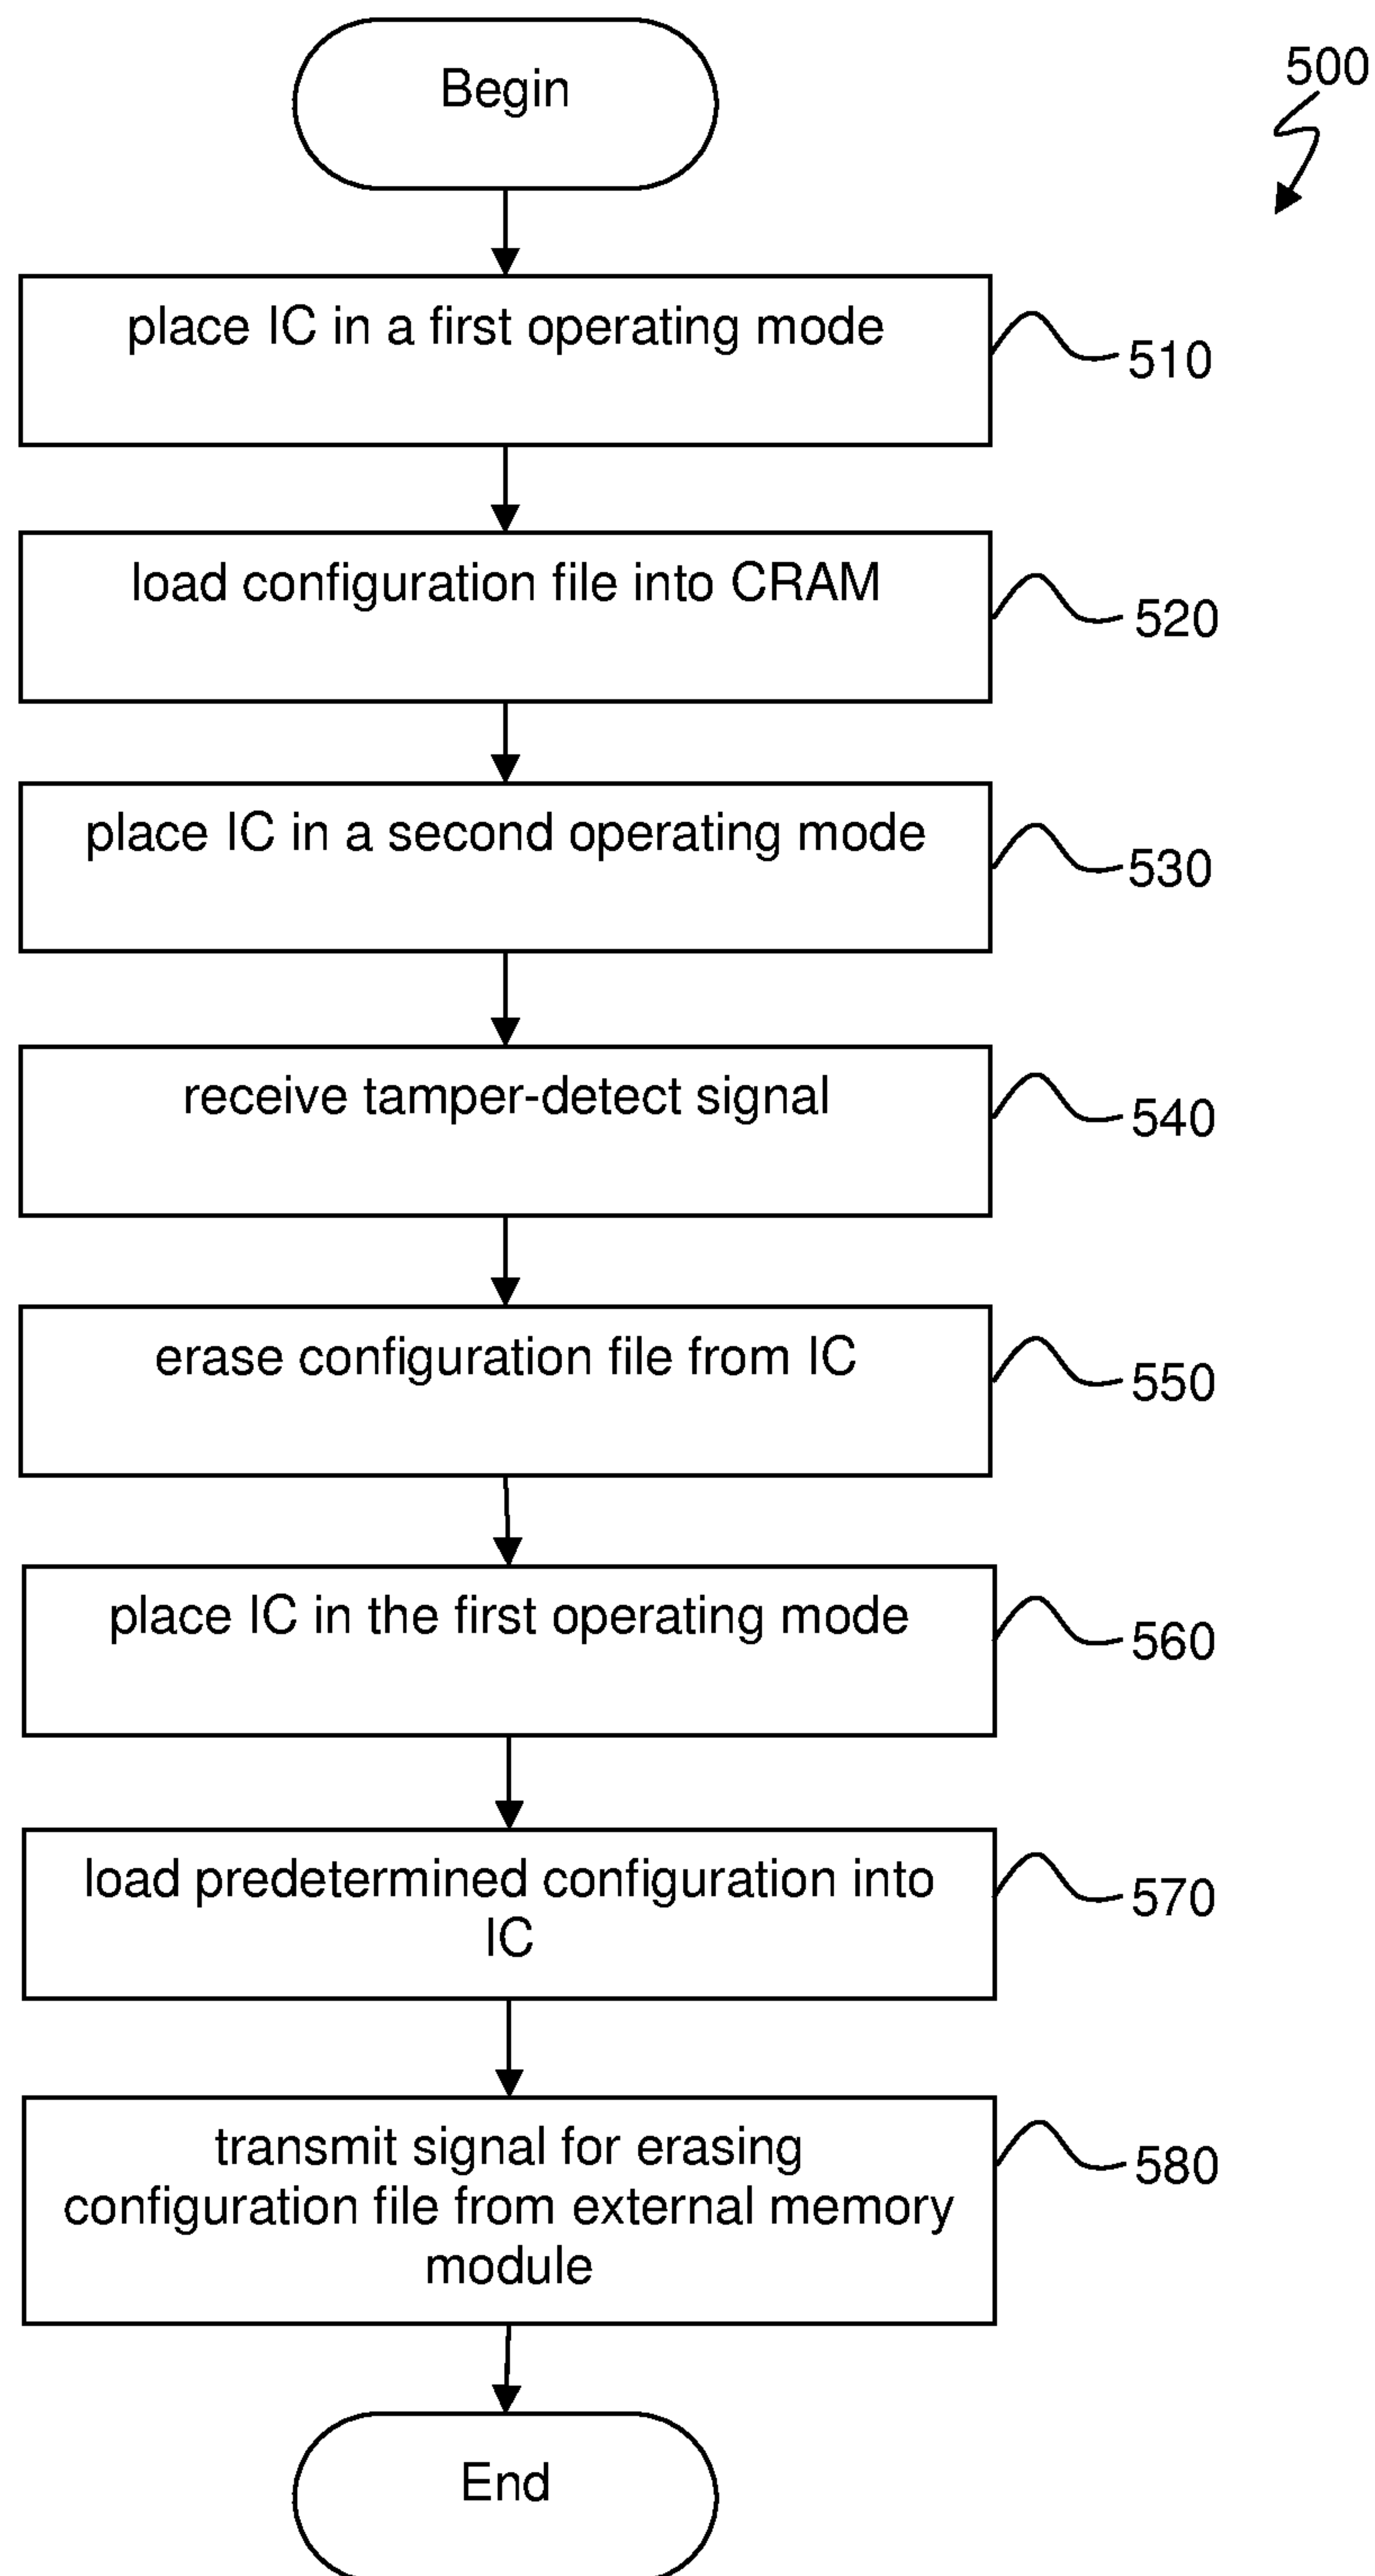 Begin
500
place IC in a first operating mode
510
load configuration file into CRAM
520
place IC in a second operating mode
530
receive tamper-detect signal
540
erase configuration file from IC
550
place IC in the first operating mode
560
load predetermined configuration into
IC
570
transmit signal for erasing
configuration file from external memory
module
580
End